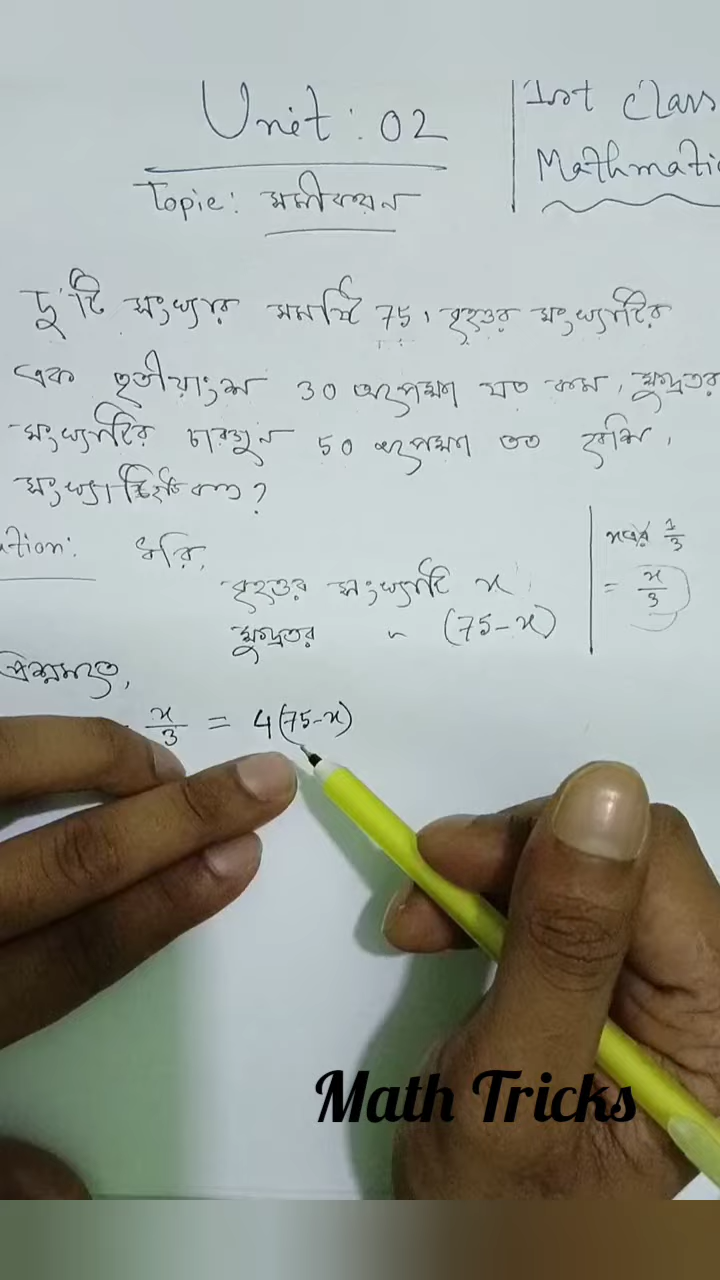 Unit: 02
1st Class
Mathmatic
Topic: সমীকরণ
দু'টি সংখ্যার সমষ্টি 75। বৃহত্তর সংখ্যাটির
এক তৃতীয়াংশ 30 অপেক্ষা যত কম, ক্ষুদ্রতর
সংখ্যাটির চারগুন 50 অপেক্ষা তত বেশি।
সংখ্যা কত?
ation: ধরি,
বৃহত্তর সংখ্যাটি x
ক্ষুদ্রতর " (75-x)
x এর 1/3
= x/3
প্রশ্নমতে,
x/3 = 4(75-x)
Math Tricks